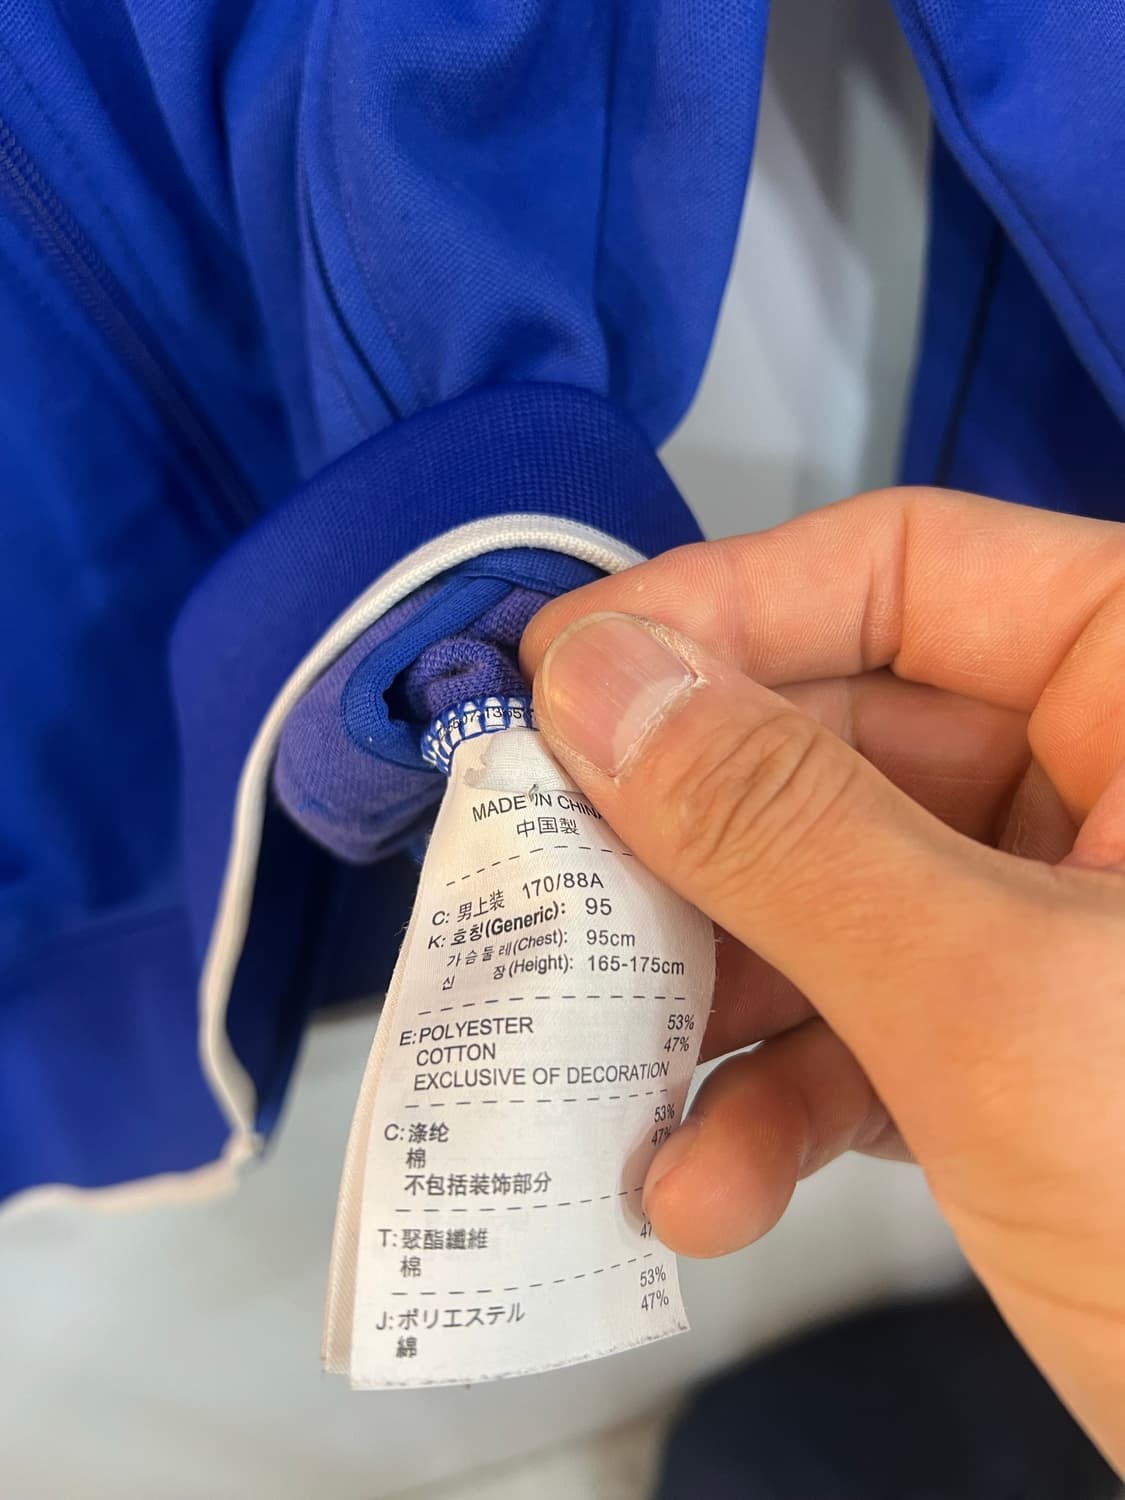 MADE IN CHIN
中国製
C: 男上装 170/88A
K: 호칭(Generic): 95
가슴둘레(Chest): 95cm
신 장(Height): 165-175cm
E:POLYESTER 53%
COTTON 47%
EXCLUSIVE OF DECORATION
C:涤纶 53%
棉 47%
不包括装饰部分
T:聚酯纖維
棉 47
J:ポリエステル 53%
綿 47%